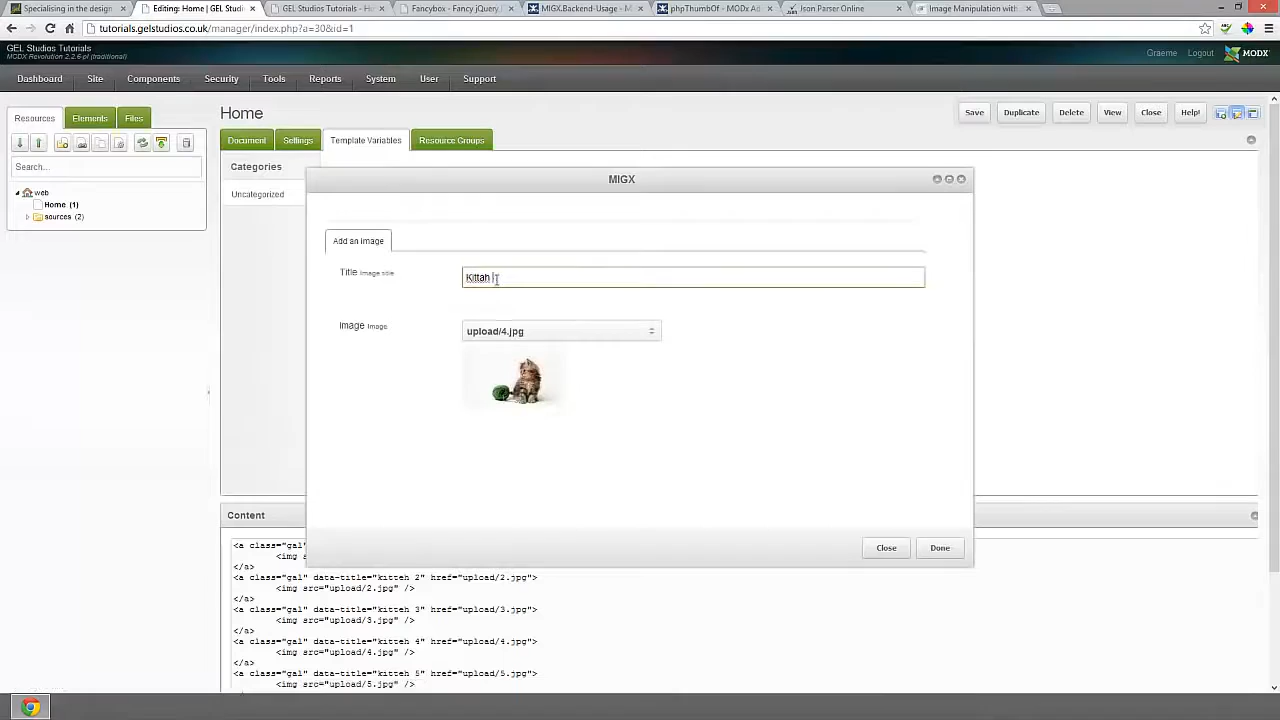 Specialising in the design
Editing: Home | GEL Stud
GEL Studios Tutorials - Ho
Fancybox - Fancy jQuery
MIGX.Backend-Usage - M
phpThumbOf - MODx Ad
Json Parser Online
Image Manipulation with
tutorials.gelstudios.co.uk/manager/index.php?a=30&id=1
GEL Studios Tutorials
MODX Revolution 2.2.6-pl (traditional)
Graeme
Logout
MODX
Dashboard
Site
Components
Security
Tools
Reports
System
User
Support
Resources
Elements
Files
Home
Save
Duplicate
Delete
View
Close
Help!
Search...
Document
Settings
Template Variables
Resource Groups
web
Home (1)
sources (2)
Categories
Uncategorized
MIGX
Add an image
Title Image title
Kittah
Image Image
upload/4.jpg
Close
Done
Content
<a class="gal"
<img src
</a>
<a class="gal" data-title="kitteh 2" href="upload/2.jpg">
<img src="upload/2.jpg" />
</a>
<a class="gal" data-title="kitteh 3" href="upload/3.jpg">
<img src="upload/3.jpg" />
</a>
<a class="gal" data-title="kitteh 4" href="upload/4.jpg">
<img src="upload/4.jpg" />
</a>
<a class="gal" data-title="kitteh 5" href="upload/5.jpg">
<img src="upload/5.jpg" />